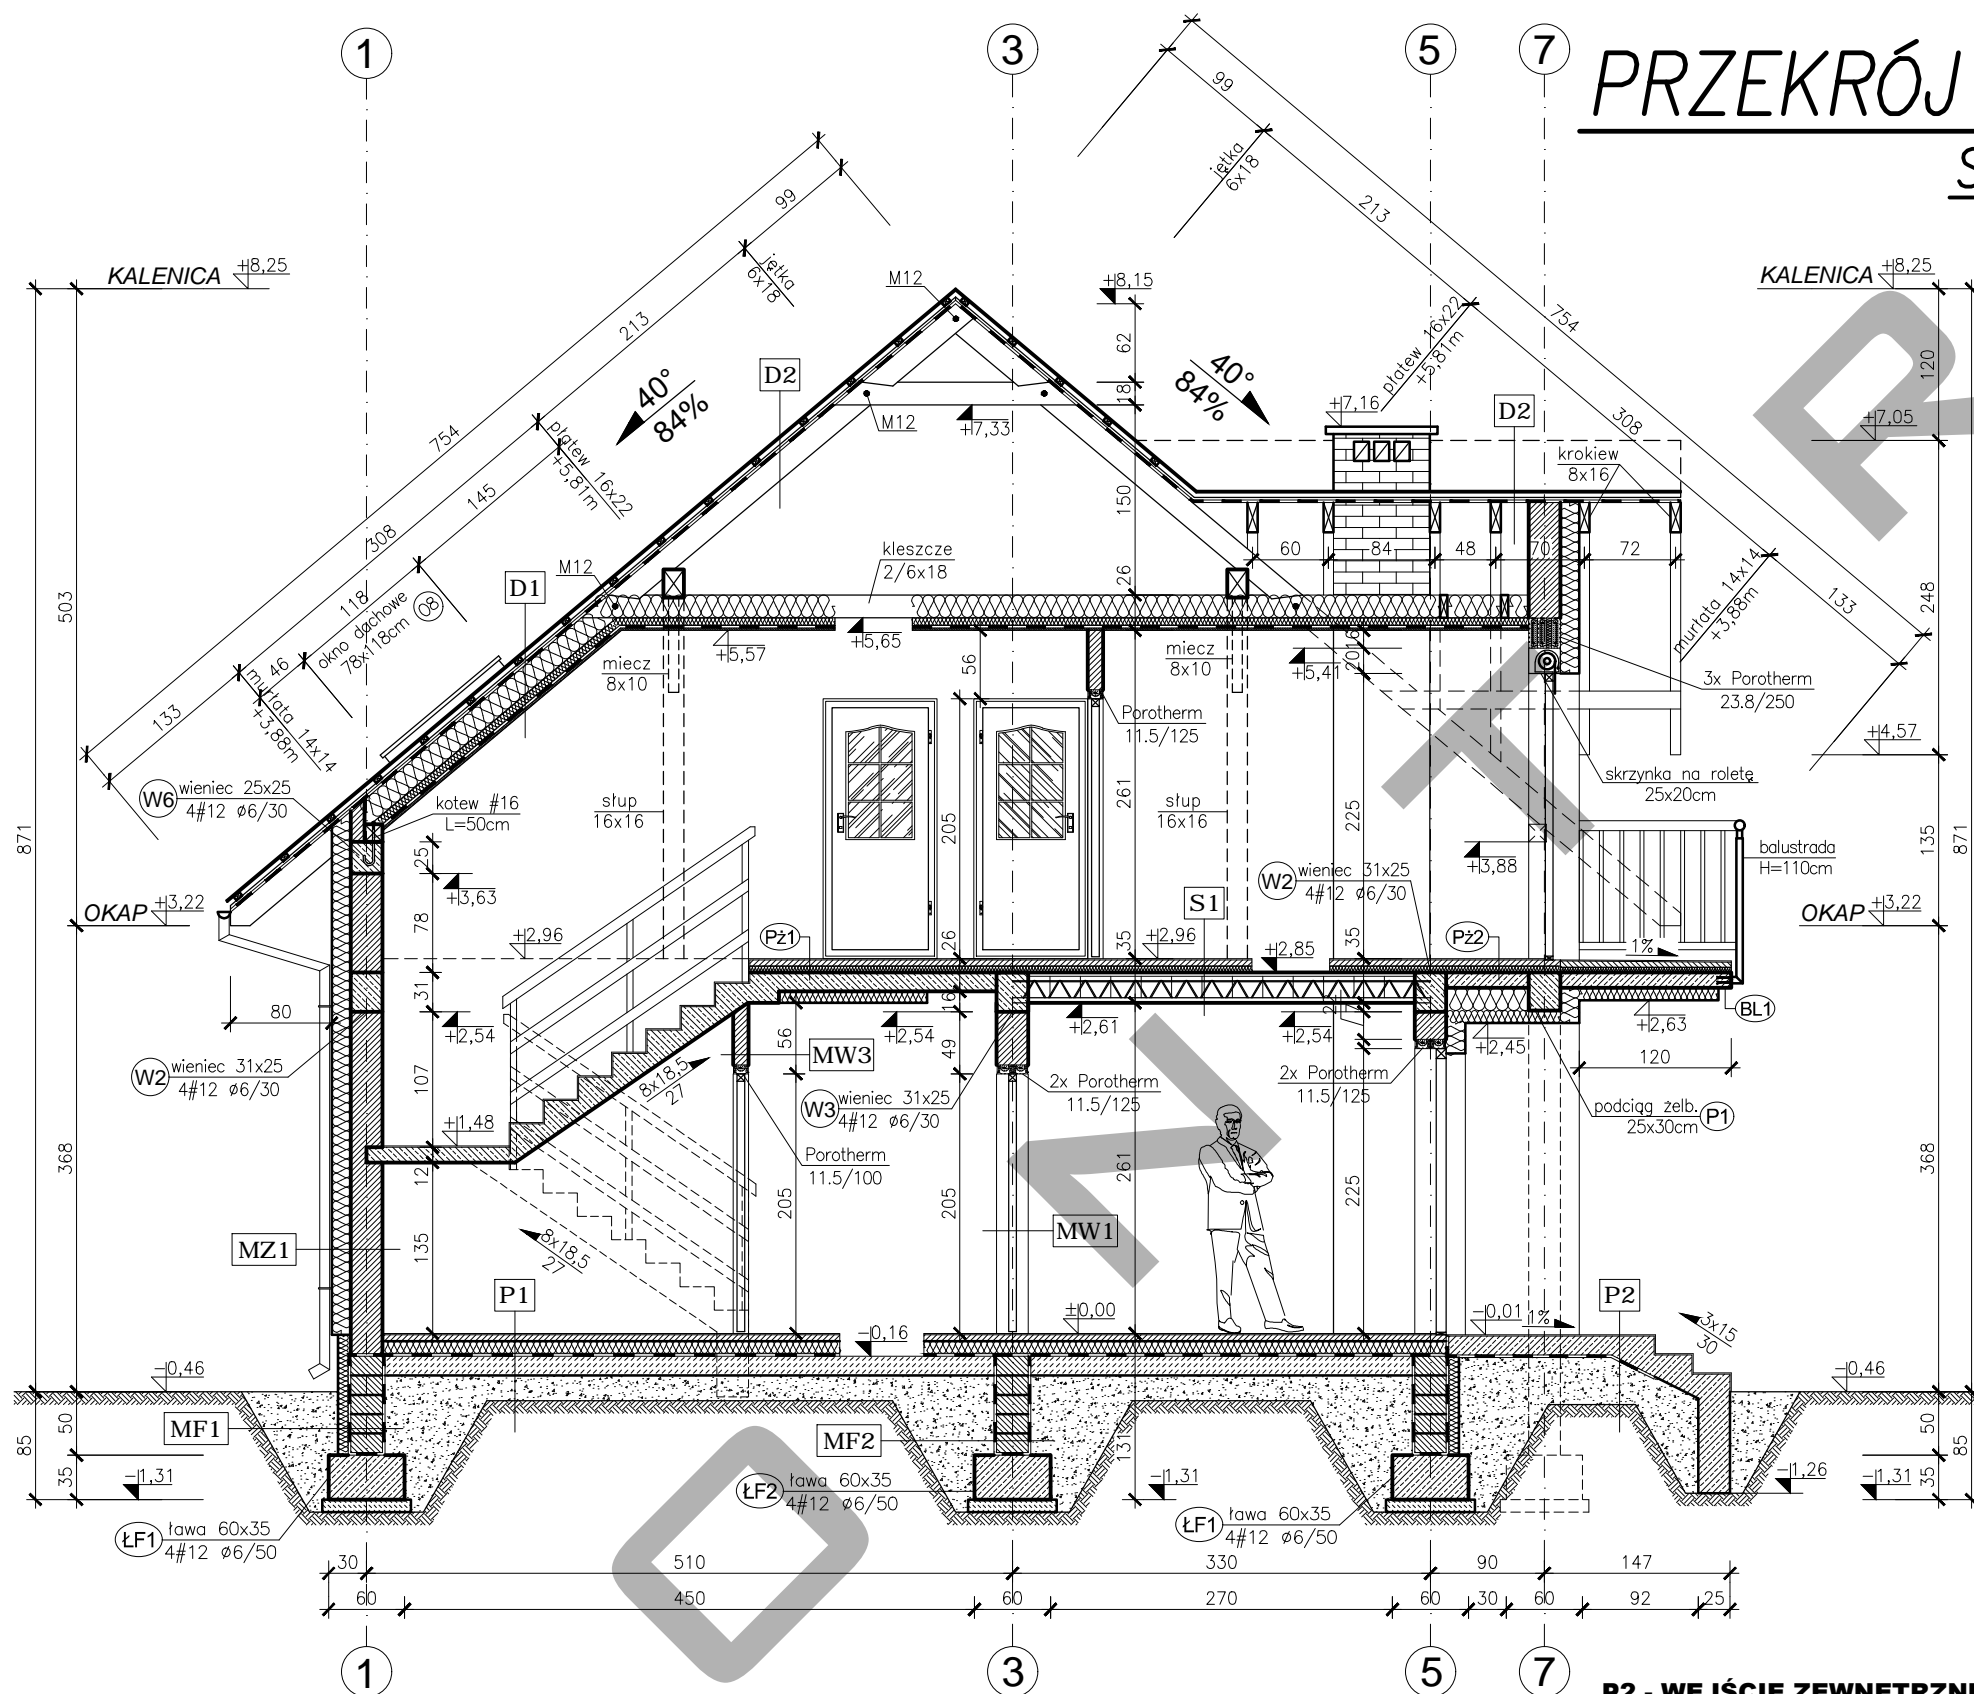 1
3
5
7
PRZEKRÓJ
S
99
jętka
6x18
213
754
płatew 16x22
+5,81m
308
murłata 14x14
+3,88m
133
99
jętka
6x18
213
754
płatew 16x22
+5,81m
145
308
118
okno dachowe
78x118cm
O8
46
murłata 14x14
+3,88m
133
KALENICA +8,25
KALENICA +8,25
M12
+8,15
62
18
D2
40°
84%
40°
84%
M12
+7,33
+7,16
D2
120
+7,05
krokiew
8x16
150
60
84
48
70
72
503
D1
M12
kleszcze
2/6x18
26
248
+5,57
+5,65
miecz
8x10
56
miecz
8x10
16
20
+5,41
3x Porotherm
23.8/250
Porotherm
11.5/125
+4,57
skrzynka na roletę
25x20cm
W6
wieniec 25x25
4#12 ø6/30
kotew #16
L=50cm
słup
16x16
205
261
słup
16x16
225
871
25
+3,63
78
+3,88
balustrada
H=110cm
135
871
W2
wieniec 31x25
4#12 ø6/30
S1
OKAP +3,22
OKAP +3,22
+2,96
Pż1
26
35
+2,96
+2,85
35
Pż2
1%
31
+2,54
80
16
+2,54
+2,61
+2,54
+2,45
+2,63
BL1
W2
wieniec 31x25
4#12 ø6/30
107
56
MW3
49
120
8x18.5
27
W3
wieniec 31x25
4#12 ø6/30
2x Porotherm
11.5/125
2x Porotherm
11.5/125
podciąg żelb.
25x30cm
P1
+1,48
12
Porotherm
11.5/100
368
368
205
205
261
225
MZ1
135
8x18,5
27
MW1
P1
P2
±0,00
-0,01
1%
3x15
30
-0,16
-0,46
-0,46
MF1
MF2
50
85
35
-1,31
131
-1,31
-1,26
-1,31
50
85
35
ŁF2
ława 60x35
4#12 ø6/50
ŁF1
ława 60x35
4#12 ø6/50
ŁF1
ława 60x35
4#12 ø6/50
30
510
330
90
147
60
450
60
270
60
30
60
92
25
1
3
5
7
P2 - WEJŚCIE ZEWNĘTRZNE